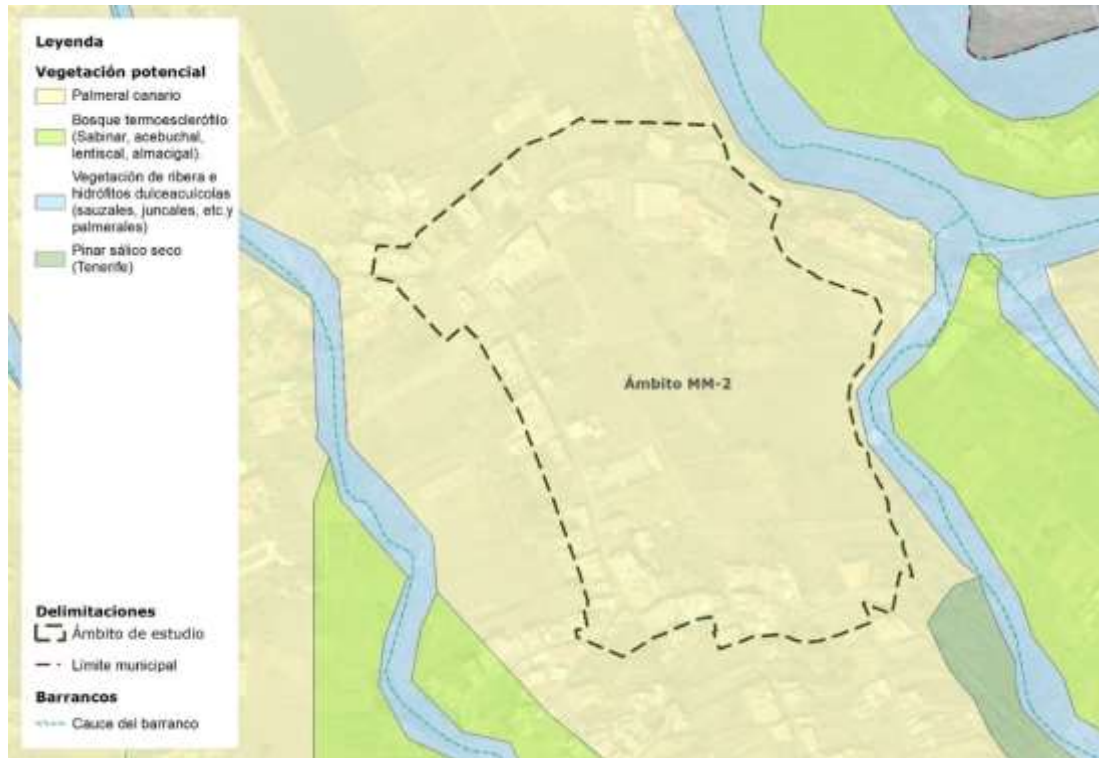 Leyenda
Vegetación potencial
Palmeral canario
Bosque termoesclerófilo
(Sabinar, acebuchal,
lentiscal, almacigal).
Vegetación de ribera e
hidrófitos dulceacuícolas
(sauzales, juncales, etc.y
palmerales)
Pinar sálico seco
(Tenerife)
Ámbito MM-2
Delimitaciones
Ámbito de estudio
Límite municipal
Barrancos
Cauce del barranco